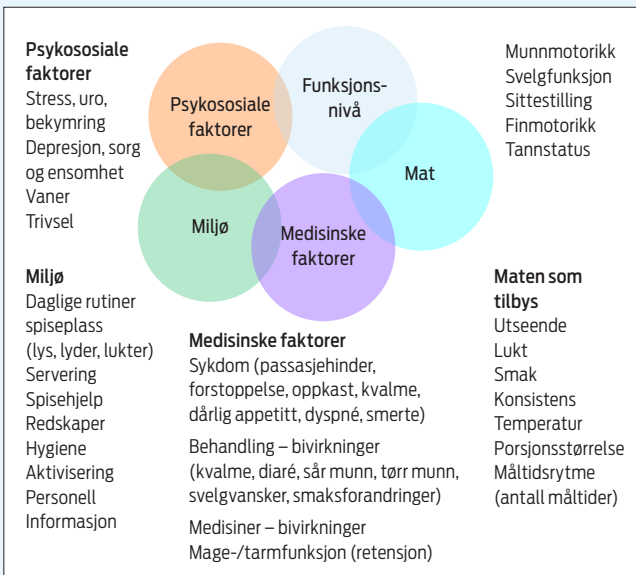 Psykososiale
faktorer
Stress, uro,
bekymring
Depresjon, sorg
og ensomhet
Vaner
Trivsel
Psykososiale
faktorer
Funksjons-
nivå
Mat
Miljø
Medisinske
faktorer
Munnmotorikk
Svelgfunksjon
Sittestilling
Finmotorikk
Tannstatus
Miljø
Daglige rutiner
spiseplass
(lys, lyder, lukter)
Servering
Spisehjelp
Redskaper
Hygiene
Aktivisering
Personell
Informasjon
Medisinske faktorer
Sykdom (passasjehinder,
forstoppelse, oppkast, kvalme,
dårlig appetitt, dyspné, smerte)
Behandling – bivirkninger
(kvalme, diaré, sår munn, tørr munn,
svelgvansker, smaksforandringer)
Medisiner – bivirkninger
Mage-/tarmfunksjon (retensjon)
Maten som
tilbys
Utseende
Lukt
Smak
Konsistens
Temperatur
Porsjonsstørrelse
Måltidsrytme
(antall måltider)